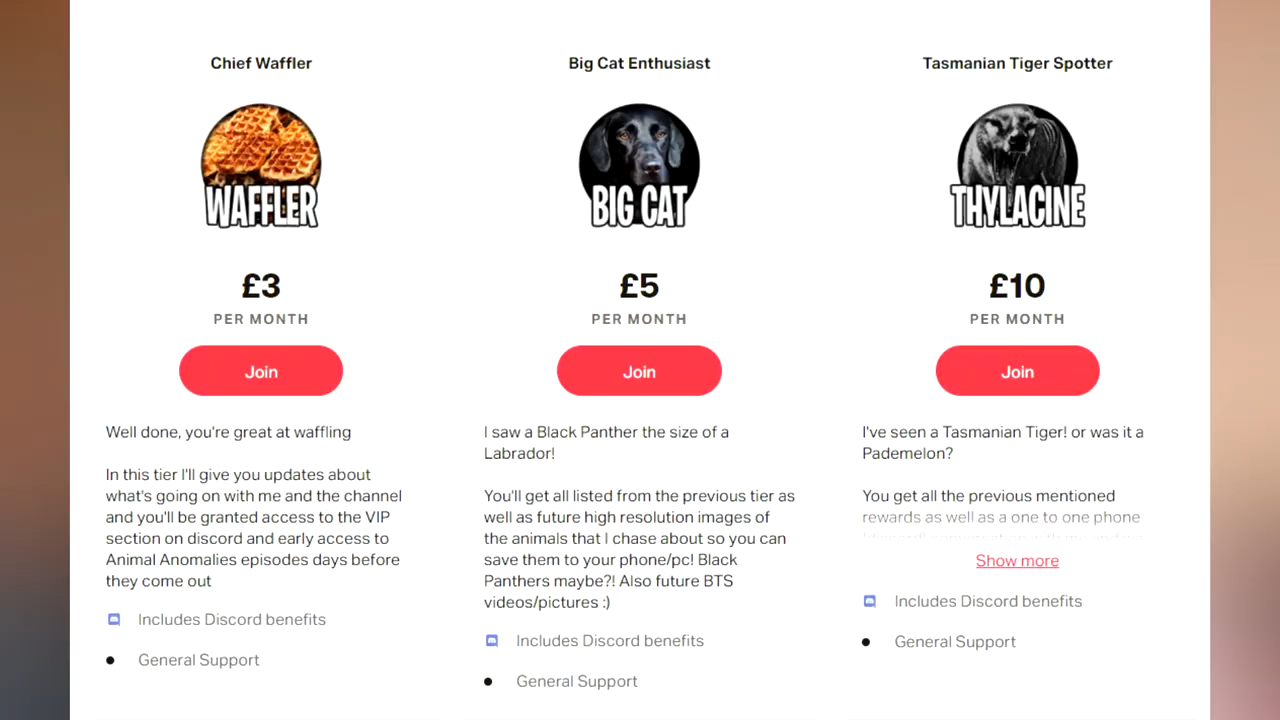 Chief Waffler
WAFFLER
£3
PER MONTH
Join
Well done, you're great at waffling
In this tier I'll give you updates about
what's going on with me and the channel
and you'll be granted access to the VIP
section on discord and early access to
Animal Anomalies episodes days before
they come out
Includes Discord benefits
General Support
Big Cat Enthusiast
BIG CAT
£5
PER MONTH
Join
I saw a Black Panther the size of a
Labrador!
You'll get all listed from the previous tier as
well as future high resolution images of
the animals that I chase about so you can
save them to your phone/pc! Black
Panthers maybe?! Also future BTS
videos/pictures :)
Includes Discord benefits
General Support
Tasmanian Tiger Spotter
THYLACINE
£10
PER MONTH
Join
I've seen a Tasmanian Tiger! or was it a
Pademelon?
You get all the previous mentioned
rewards as well as a one to one phone
Show more
Includes Discord benefits
General Support